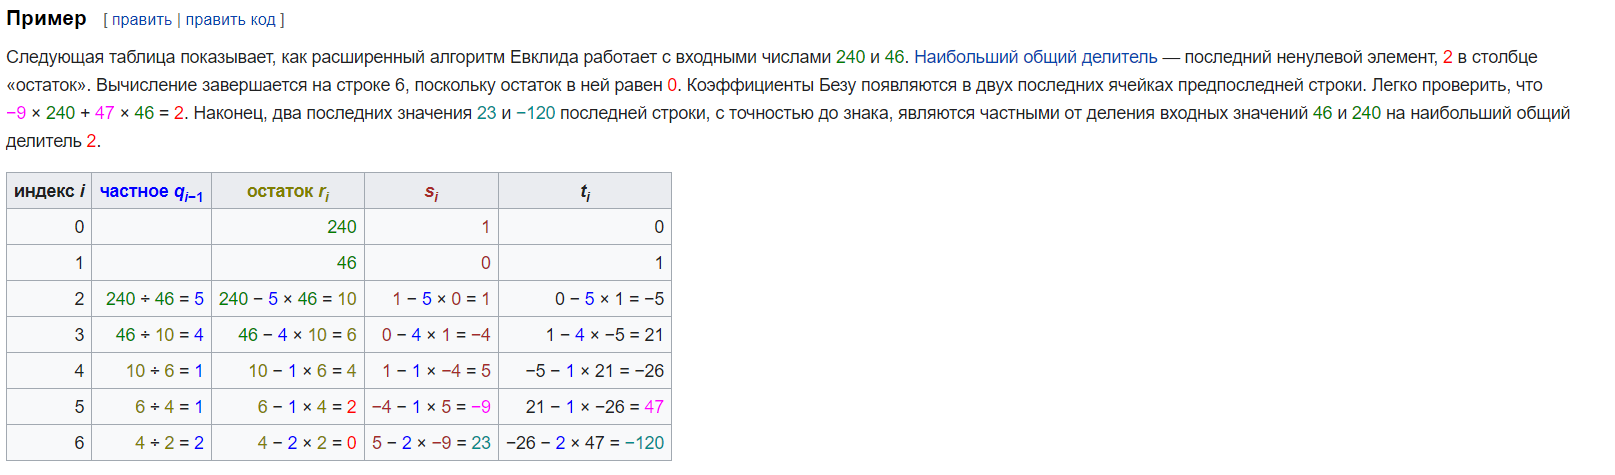 Пример [ править | править код ]
Следующая таблица показывает, как расширенный алгоритм Евклида работает с входными числами 240 и 46. Наибольший общий делитель — последний ненулевой элемент, 2 в столбце
«остаток». Вычисление завершается на строке 6, поскольку остаток в ней равен 0. Коэффициенты Безу появляются в двух последних ячейках предпоследней строки. Легко проверить, что
−9 × 240 + 47 × 46 = 2. Наконец, два последних значения 23 и −120 последней строки, с точностью до знака, являются частными от деления входных значений 46 и 240 на наибольший общий
делитель 2.
индекс i частное qi−1 остаток ri si ti
0 240 1 0
1 46 0 1
2 240 ÷ 46 = 5 240 − 5 × 46 = 10 1 − 5 × 0 = 1 0 − 5 × 1 = −5
3 46 ÷ 10 = 4 46 − 4 × 10 = 6 0 − 4 × 1 = −4 1 − 4 × −5 = 21
4 10 ÷ 6 = 1 10 − 1 × 6 = 4 1 − 1 × −4 = 5 −5 − 1 × 21 = −26
5 6 ÷ 4 = 1 6 − 1 × 4 = 2 −4 − 1 × 5 = −9 21 − 1 × −26 = 47
6 4 ÷ 2 = 2 4 − 2 × 2 = 0 5 − 2 × −9 = 23 −26 − 2 × 47 = −120